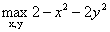 max 2 − x² − 2y²
x,y